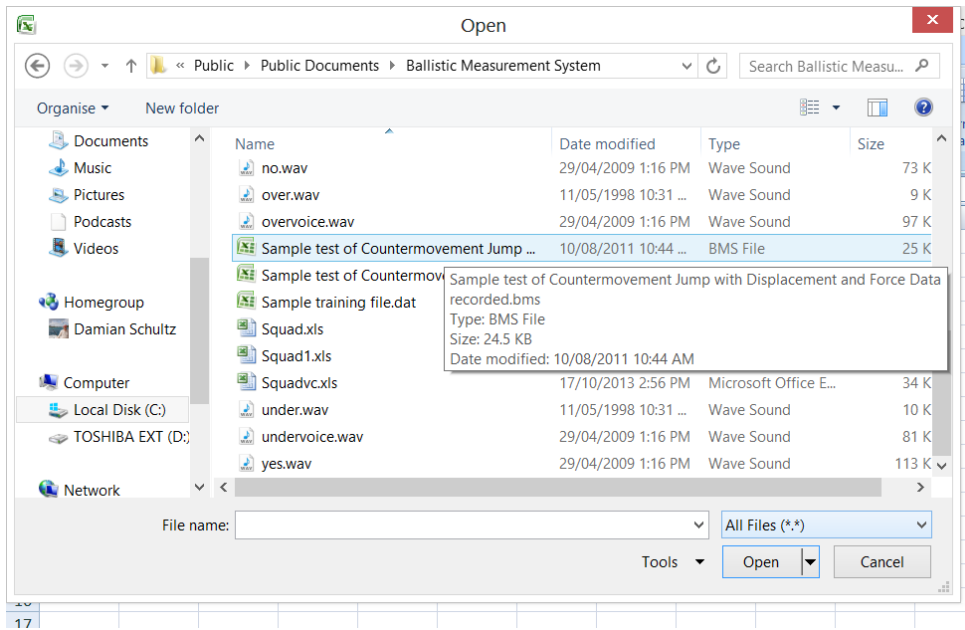 Open
« Public Public Documents Ballistic Measurement System Search Ballistic Measu...
Organise New folder
Documents
Music
Pictures
Podcasts
Videos
Homegroup
Damian Schultz
Computer
Local Disk (C:)
TOSHIBA EXT (D:)
Network
Name Date modified Type Size
no.wav 29/04/2009 1:16 PM Wave Sound 73 K
over.wav 11/05/1998 10:31 ... Wave Sound 9 K
overvoice.wav 29/04/2009 1:16 PM Wave Sound 97 K
Sample test of Countermovement Jump ... 10/08/2011 10:44 ... BMS File 25 K
Sample test of Countermov
Sample training file.dat
Squad.xls
Squad1.xls
Squadvc.xls 17/10/2013 2:56 PM Microsoft Office E... 34 K
under.wav 11/05/1998 10:31 ... Wave Sound 10 K
undervoice.wav 29/04/2009 1:16 PM Wave Sound 81 K
yes.wav 29/04/2009 1:16 PM Wave Sound 113 K
Sample test of Countermovement Jump with Displacement and Force Data
recorded.bms
Type: BMS File
Size: 24.5 KB
Date modified: 10/08/2011 10:44 AM
File name: All Files (*.*)
Tools Open Cancel
17